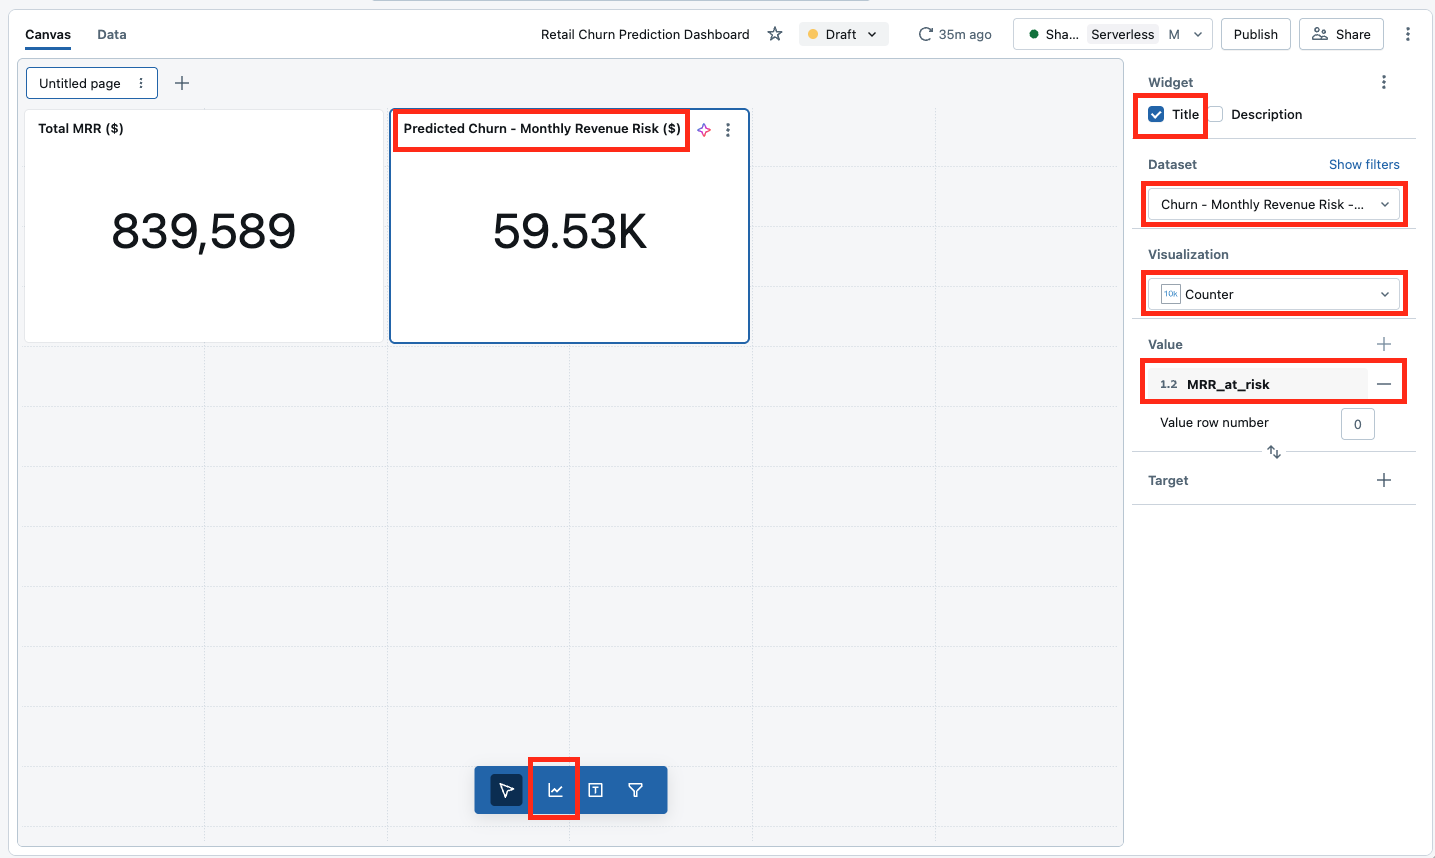 Canvas
Data
Retail Churn Prediction Dashboard
Draft
35m ago
Sha...
Serverless
M
Publish
Share
Untitled page
Total MRR ($)
839,589
Predicted Churn - Monthly Revenue Risk ($)
59.53K
Widget
Title
Description
Dataset
Show filters
Churn - Monthly Revenue Risk -...
Visualization
10K Counter
Value
1.2 MRR_at_risk
Value row number
0
Target
T